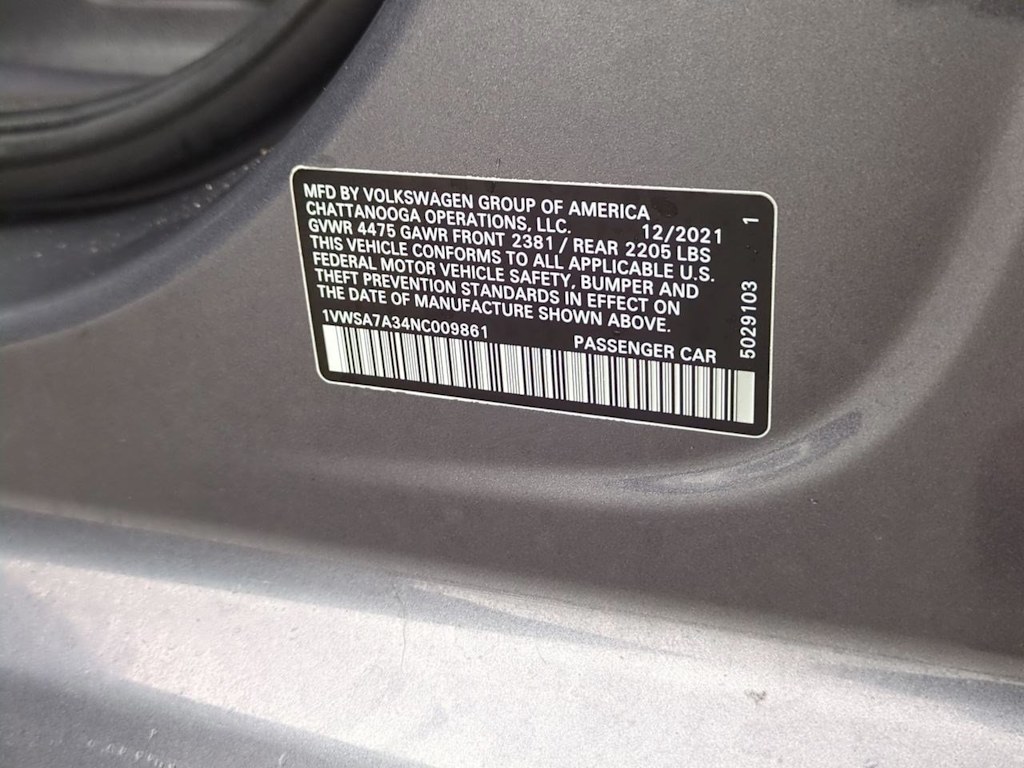 MFD BY VOLKSWAGEN GROUP OF AMERICA
CHATTANOOGA OPERATIONS, LLC. 12/2021
GVWR 4475 GAWR FRONT 2381 / REAR 2205 LBS
THIS VEHICLE CONFORMS TO ALL APPLICABLE U.S.
FEDERAL MOTOR VEHICLE SAFETY, BUMPER AND
THEFT PREVENTION STANDARDS IN EFFECT ON
THE DATE OF MANUFACTURE SHOWN ABOVE.
1VWSA7A34NC009861 PASSENGER CAR
5029103 1